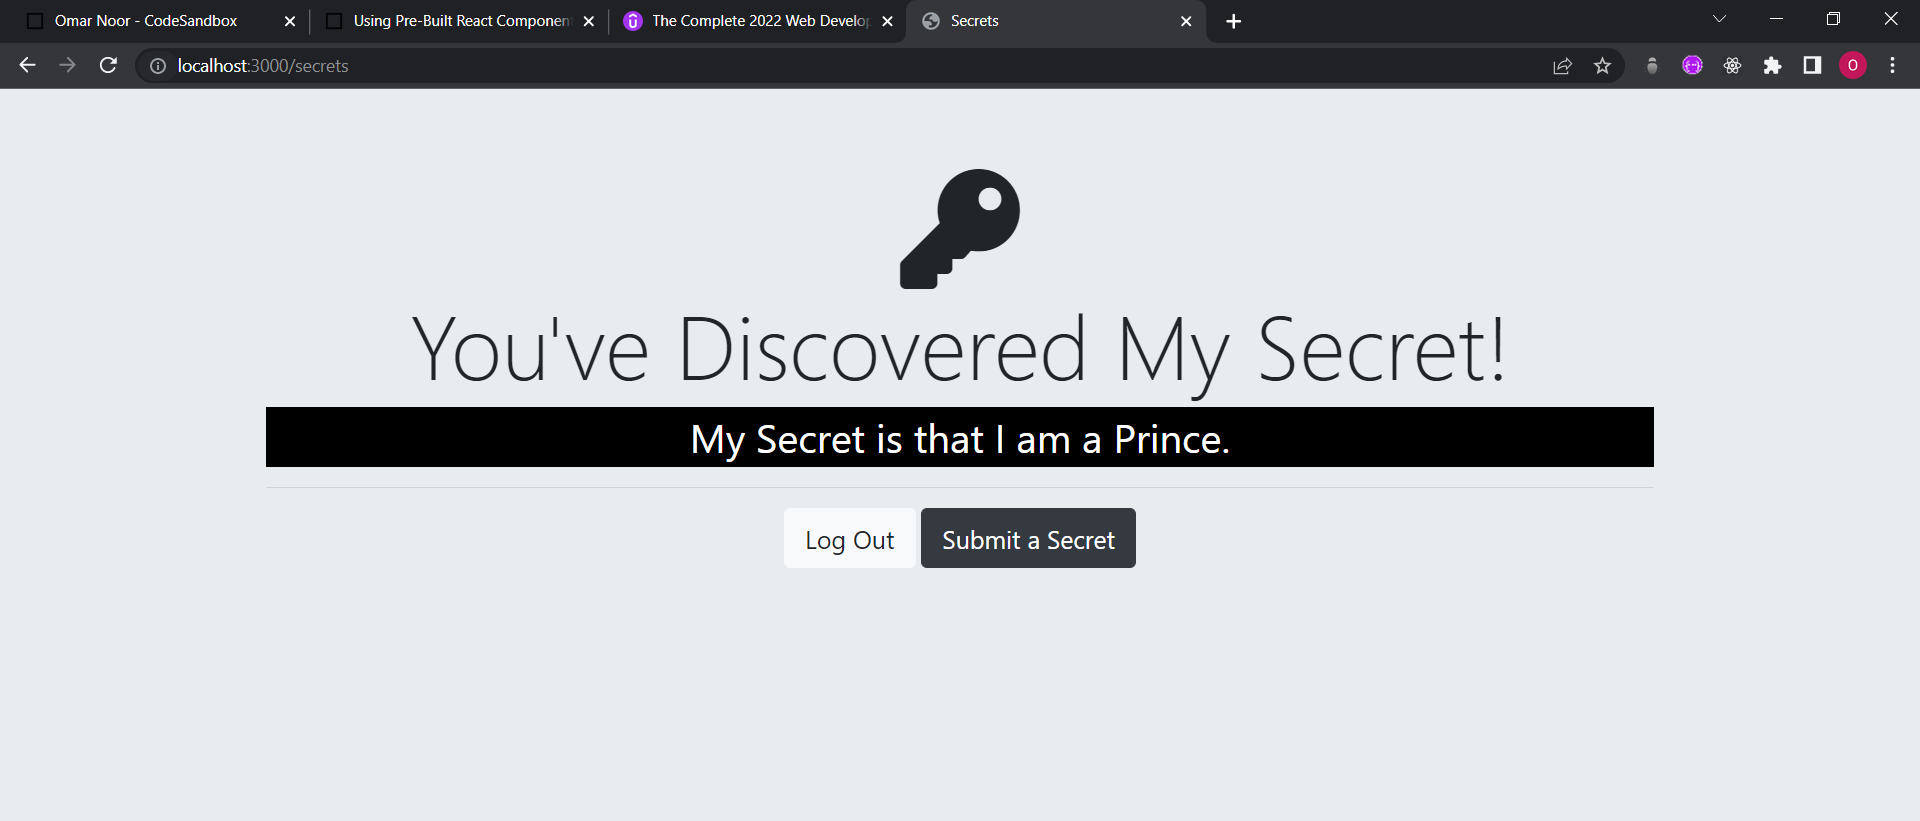 Omar Noor - CodeSandbox
Using Pre-Built React Component
The Complete 2022 Web Develop
Secrets
localhost:3000/secrets
O
You've Discovered My Secret!
My Secret is that I am a Prince.
Log Out
Submit a Secret